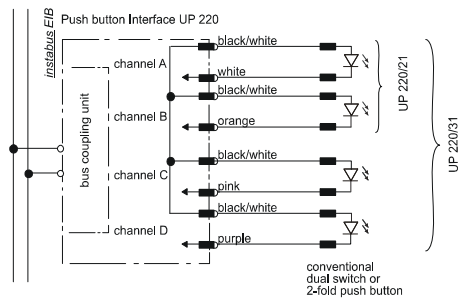 instabus EIB
Push button Interface UP 220
bus coupling unit
channel A
channel B
channel C
channel D
black/white
white
black/white
orange
black/white
pink
black/white
purple
UP 220/21
UP 220/31
conventional
dual switch or
2-fold push button